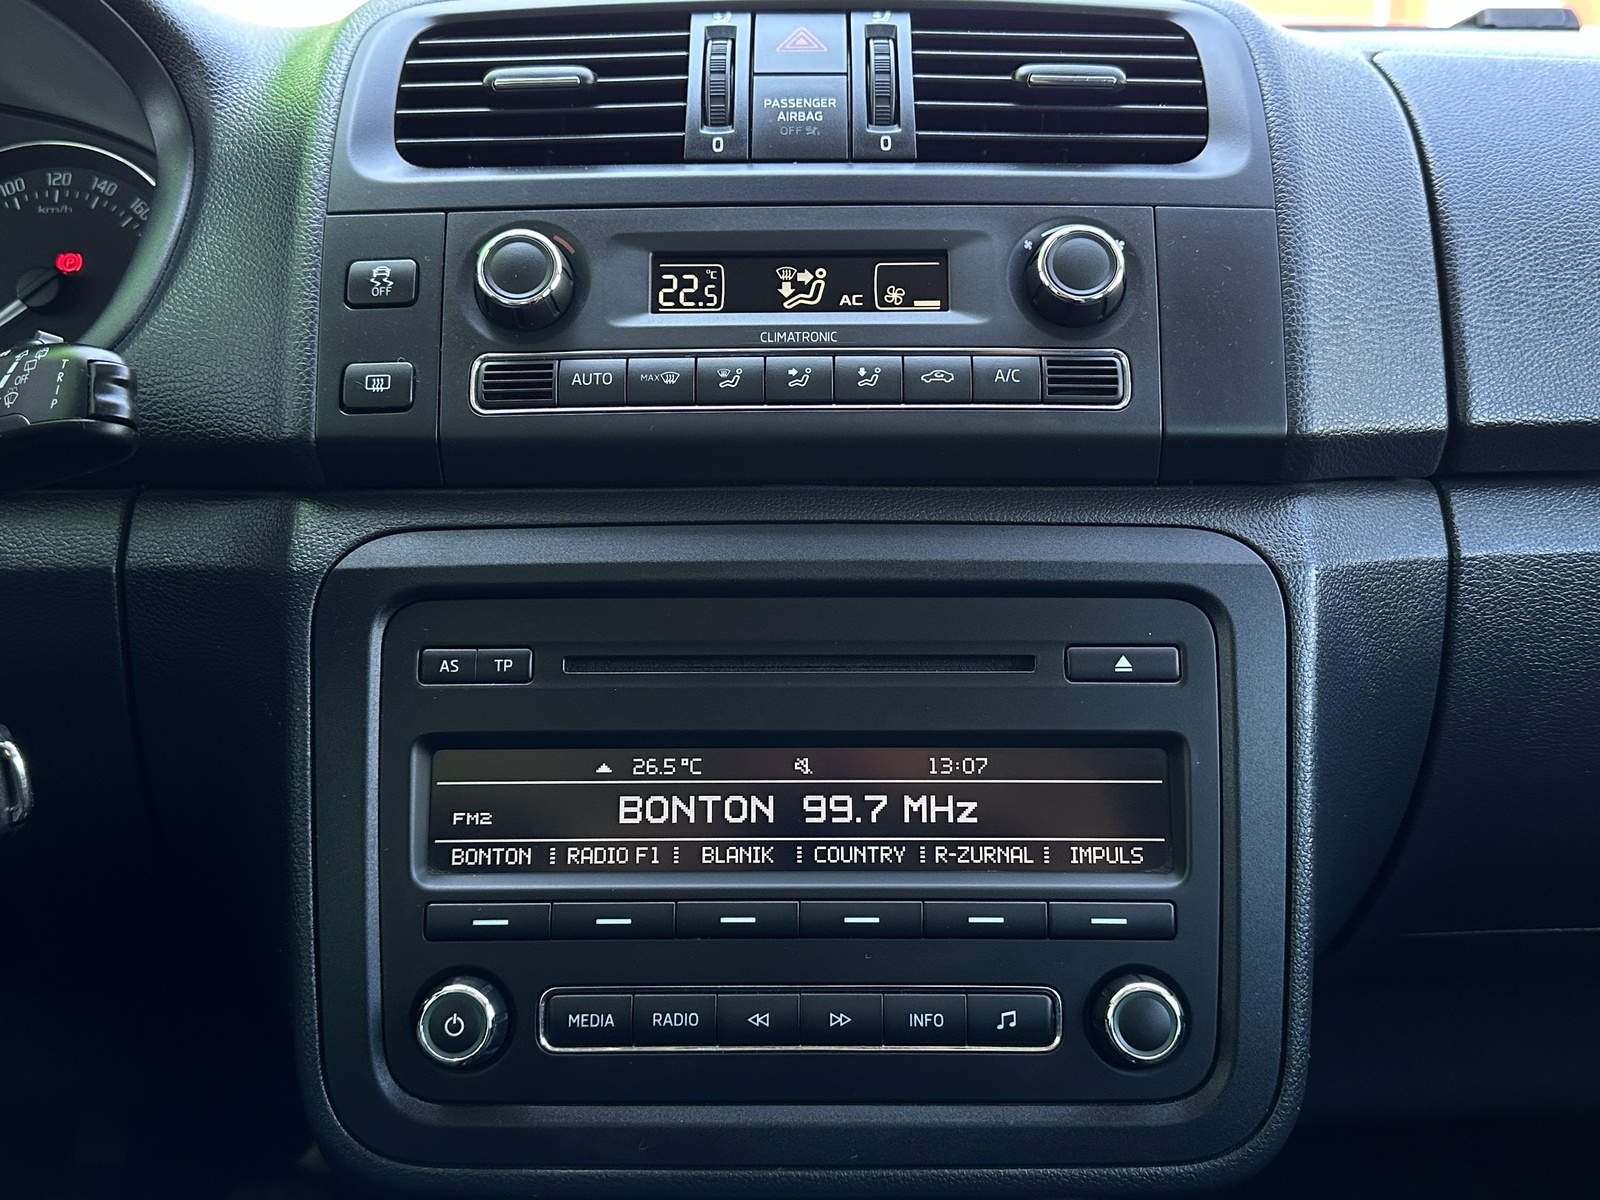 0
0
PASSENGER
AIRBAG
OFF
100 120 140 160
km/h
P
22.5 °C
AC
OFF
CLIMATRONIC
OFF
TRIP
AUTO MAX A/C
AS TP
26.5 °C 13:07
FM2 BONTON 99.7 MHz
BONTON RADIO F1 BLANIK COUNTRY R-ZURNAL IMPULS
MEDIA RADIO INFO